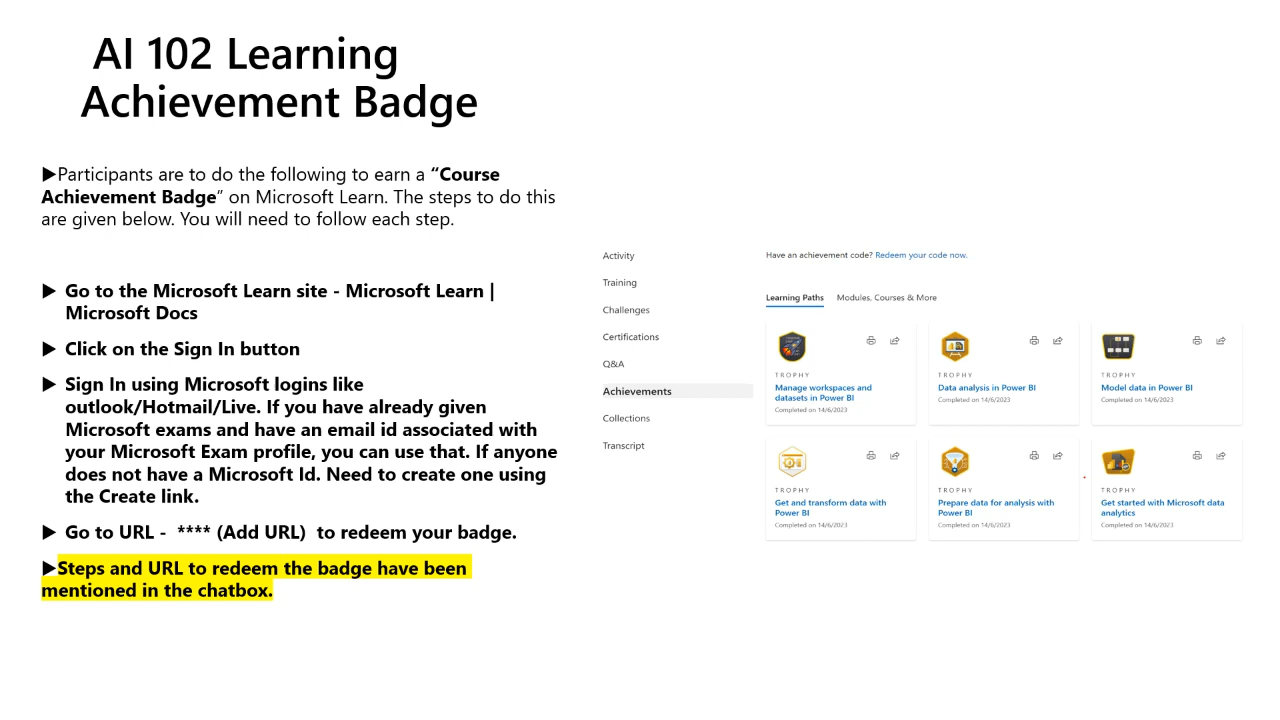 AI 102 Learning
Achievement Badge
▶Participants are to do the following to earn a “Course
Achievement Badge” on Microsoft Learn. The steps to do this
are given below. You will need to follow each step.
▶ Go to the Microsoft Learn site - Microsoft Learn |
Microsoft Docs
▶ Click on the Sign In button
▶ Sign In using Microsoft logins like
outlook/Hotmail/Live. If you have already given
Microsoft exams and have an email id associated with
your Microsoft Exam profile, you can use that. If anyone
does not have a Microsoft Id. Need to create one using
the Create link.
▶ Go to URL - **** (Add URL) to redeem your badge.
▶Steps and URL to redeem the badge have been
mentioned in the chatbox.
Activity
Training
Challenges
Certifications
Q&A
Achievements
Collections
Transcript
Have an achievement code? Redeem your code now.
Learning Paths Modules, Courses & More
TROPHY
Manage workspaces and
datasets in Power BI
Completed on 14/6/2023
TROPHY
Data analysis in Power BI
Completed on 14/6/2023
TROPHY
Model data in Power BI
Completed on 14/6/2023
TROPHY
Get and transform data with
Power BI
Completed on 14/6/2023
TROPHY
Prepare data for analysis with
Power BI
Completed on 14/6/2023
TROPHY
Get started with Microsoft data
analytics
Completed on 14/6/2023